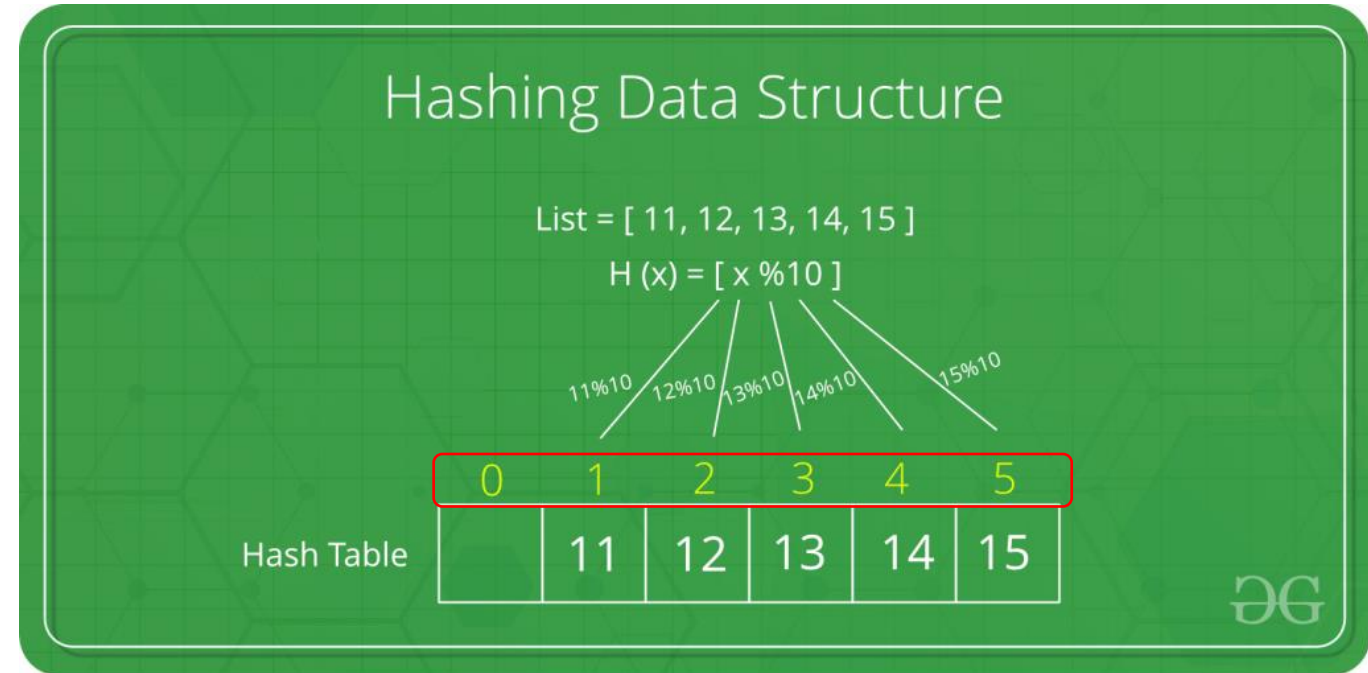 Hashing Data Structure
List = [ 11, 12, 13, 14, 15 ]
H (x) = [ x %10 ]
11%10 12%10 13%10 14%10 15%10
0 1 2 3 4 5
Hash Table 11 12 13 14 15
GG